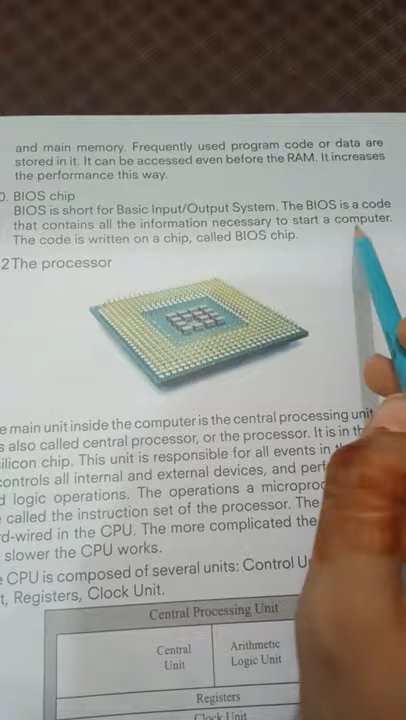 and main memory. Frequently used program code or data are
stored in it. It can be accessed even before the RAM. It increases
the performance this way.
0. BIOS chip
BIOS is short for Basic Input/Output System. The BIOS is a code
that contains all the information necessary to start a computer.
The code is written on a chip, called BIOS chip.
2 The processor
e main unit inside the computer is the central processing unit
s also called central processor, or the processor. It is in
silicon chip. This unit is responsible for all events in
controls all internal and external devices, and
d logic operations. The operations a
called the instruction set of the processor. The
d-wired in the CPU. The more complicated the
slower the CPU works.
e CPU is composed of several units: Control
t, Registers, Clock Unit.
Central Processing Unit
Central
Unit
Arithmetic
Logic Unit
Registers
Clock Unit